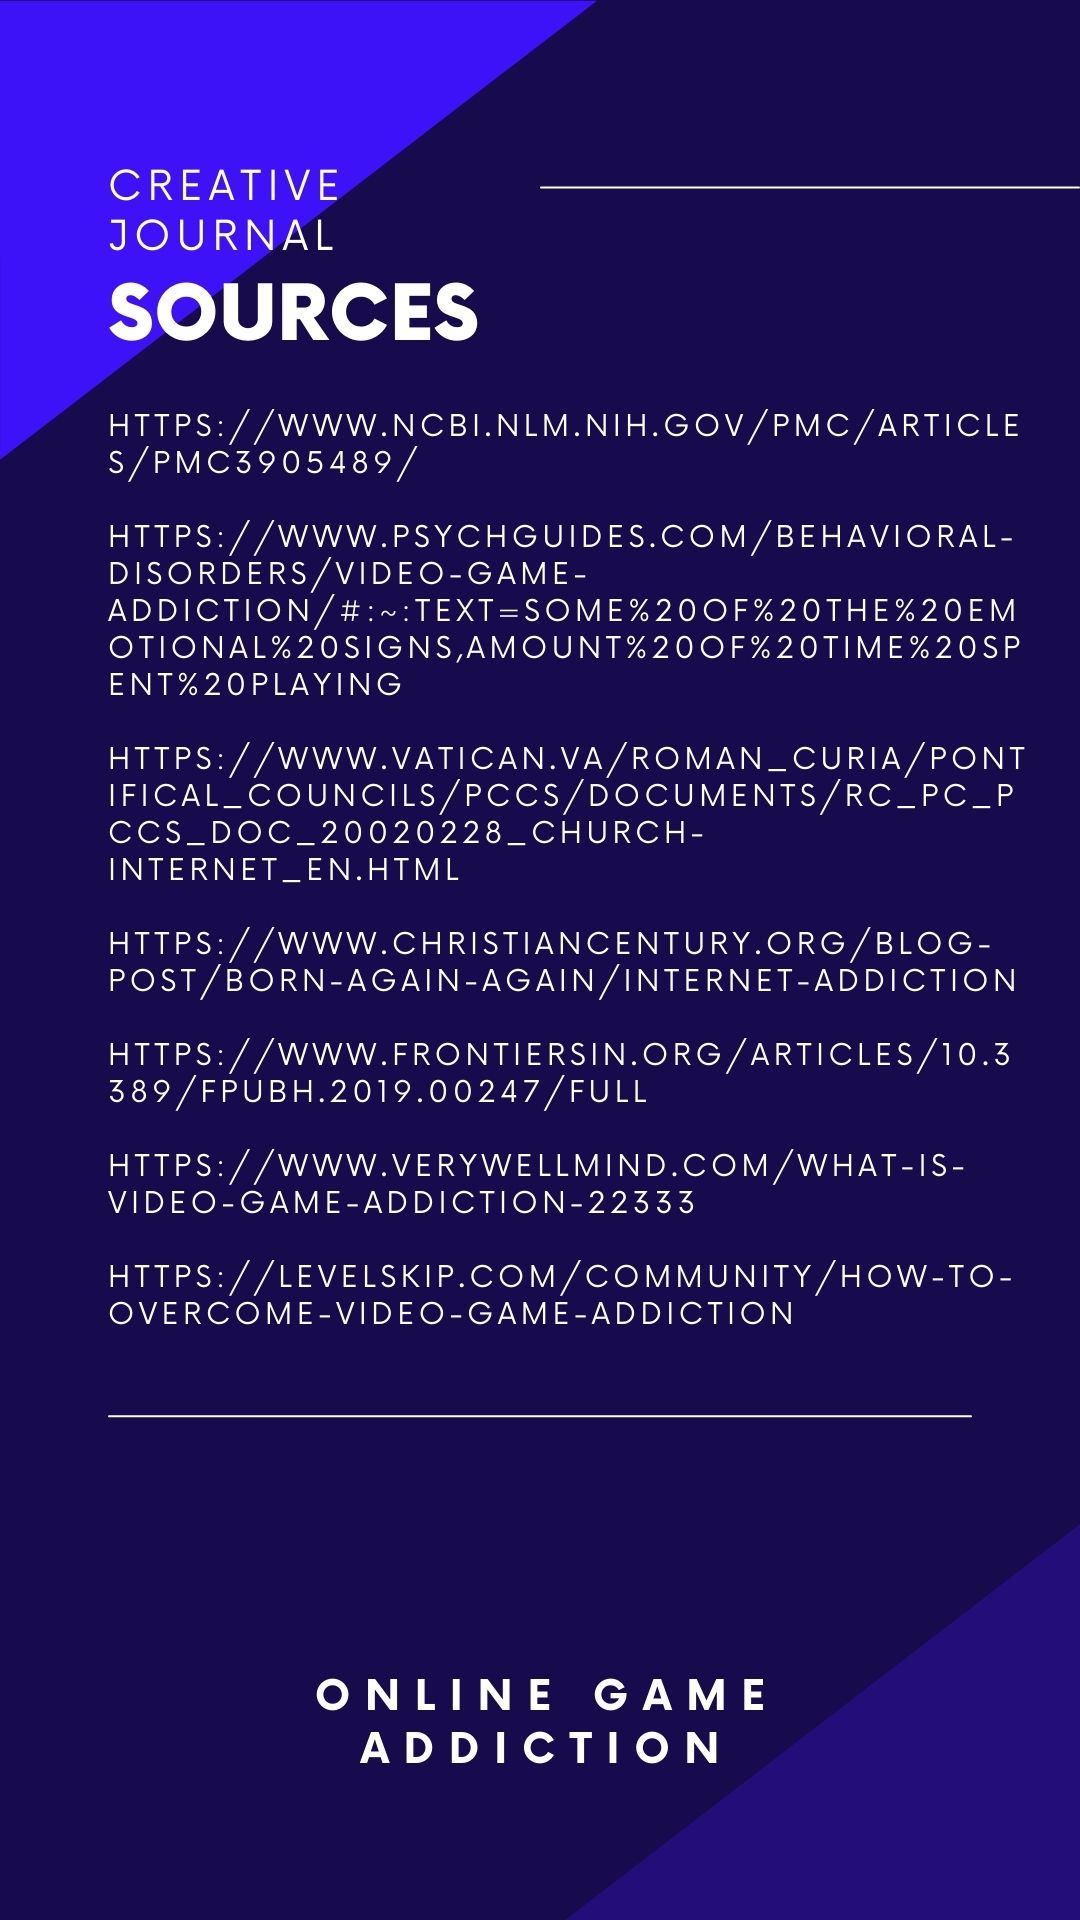 CREATIVE
JOURNAL
SOURCES
HTTPS://WWW.NCBI.NLM.NIH.GOV/PMC/ARTICLE
S/PMC3905489/
HTTPS://WWW.PSYCHGUIDES.COM/BEHAVIORAL-
DISORDERS/VIDEO-GAME-
ADDICTION/#:~:TEXT=SOME%20OF%20THE%20EM
OTIONAL%20SIGNS,AMOUNT%20OF%20TIME%20SP
ENT%20PLAYING
HTTPS://WWW.VATICAN.VA/ROMAN_CURIA/PONT
IFICAL_COUNCILS/PCCS/DOCUMENTS/RC_PC_P
CCS_DOC_20020228_CHURCH-
INTERNET_EN.HTML
HTTPS://WWW.CHRISTIANCENTURY.ORG/BLOG-
POST/BORN-AGAIN-AGAIN/INTERNET-ADDICTION
HTTPS://WWW.FRONTIERSIN.ORG/ARTICLES/10.3
389/FPUBH.2019.00247/FULL
HTTPS://WWW.VERYWELLMIND.COM/WHAT-IS-
VIDEO-GAME-ADDICTION-22333
HTTPS://LEVELSKIP.COM/COMMUNITY/HOW-TO-
OVERCOME-VIDEO-GAME-ADDICTION
ONLINE GAME
ADDICTION